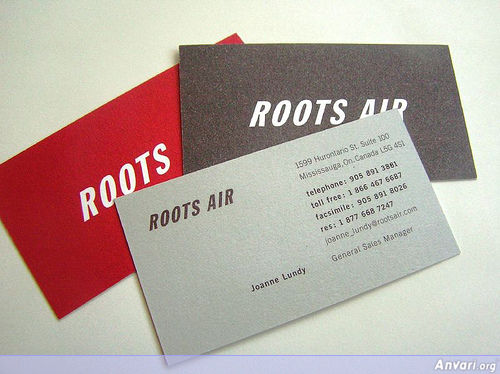 ROOTS AIR
ROOTS
ROOTS AIR
1599 Hurontario St. Suite 100
Mississauga,On.Canada L5G 4S1
telephone: 905 891 3881
toll free: 1 866 467 6687
facsimile: 905 891 8026
res: 1 877 668 7247
joanne_lundy@rootsair.com
Joanne Lundy
General Sales Manager
Anvari.org